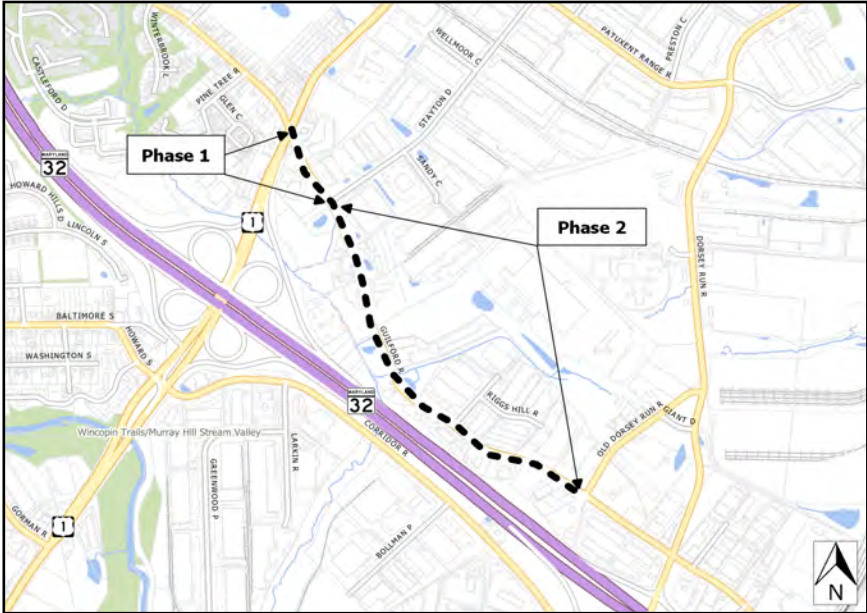 WINTERBROOK L
CASTLEFORD D
PINE TREE R
GLEN C
WELLMOOR C
STAYTON D
SANDY C
PATUXENT RANGE R
PRESTON C
Phase 1
MARYLAND
32
HOWARD HILLS D
LINCOLN S
1
Phase 2
DORSEY RUN R
BALTIMORE S
HOWARD S
WASHINGTON S
GUILFORD R
MARYLAND
32
RIGGS HILL R
OLD DORSEY RUN R
GIANT D
Wincopin Trails/Murray Hill Stream Valley
CORRIDOR R
LARKIN R
GREENWOOD P
GORMAN R
1
BOLLMAN P
N